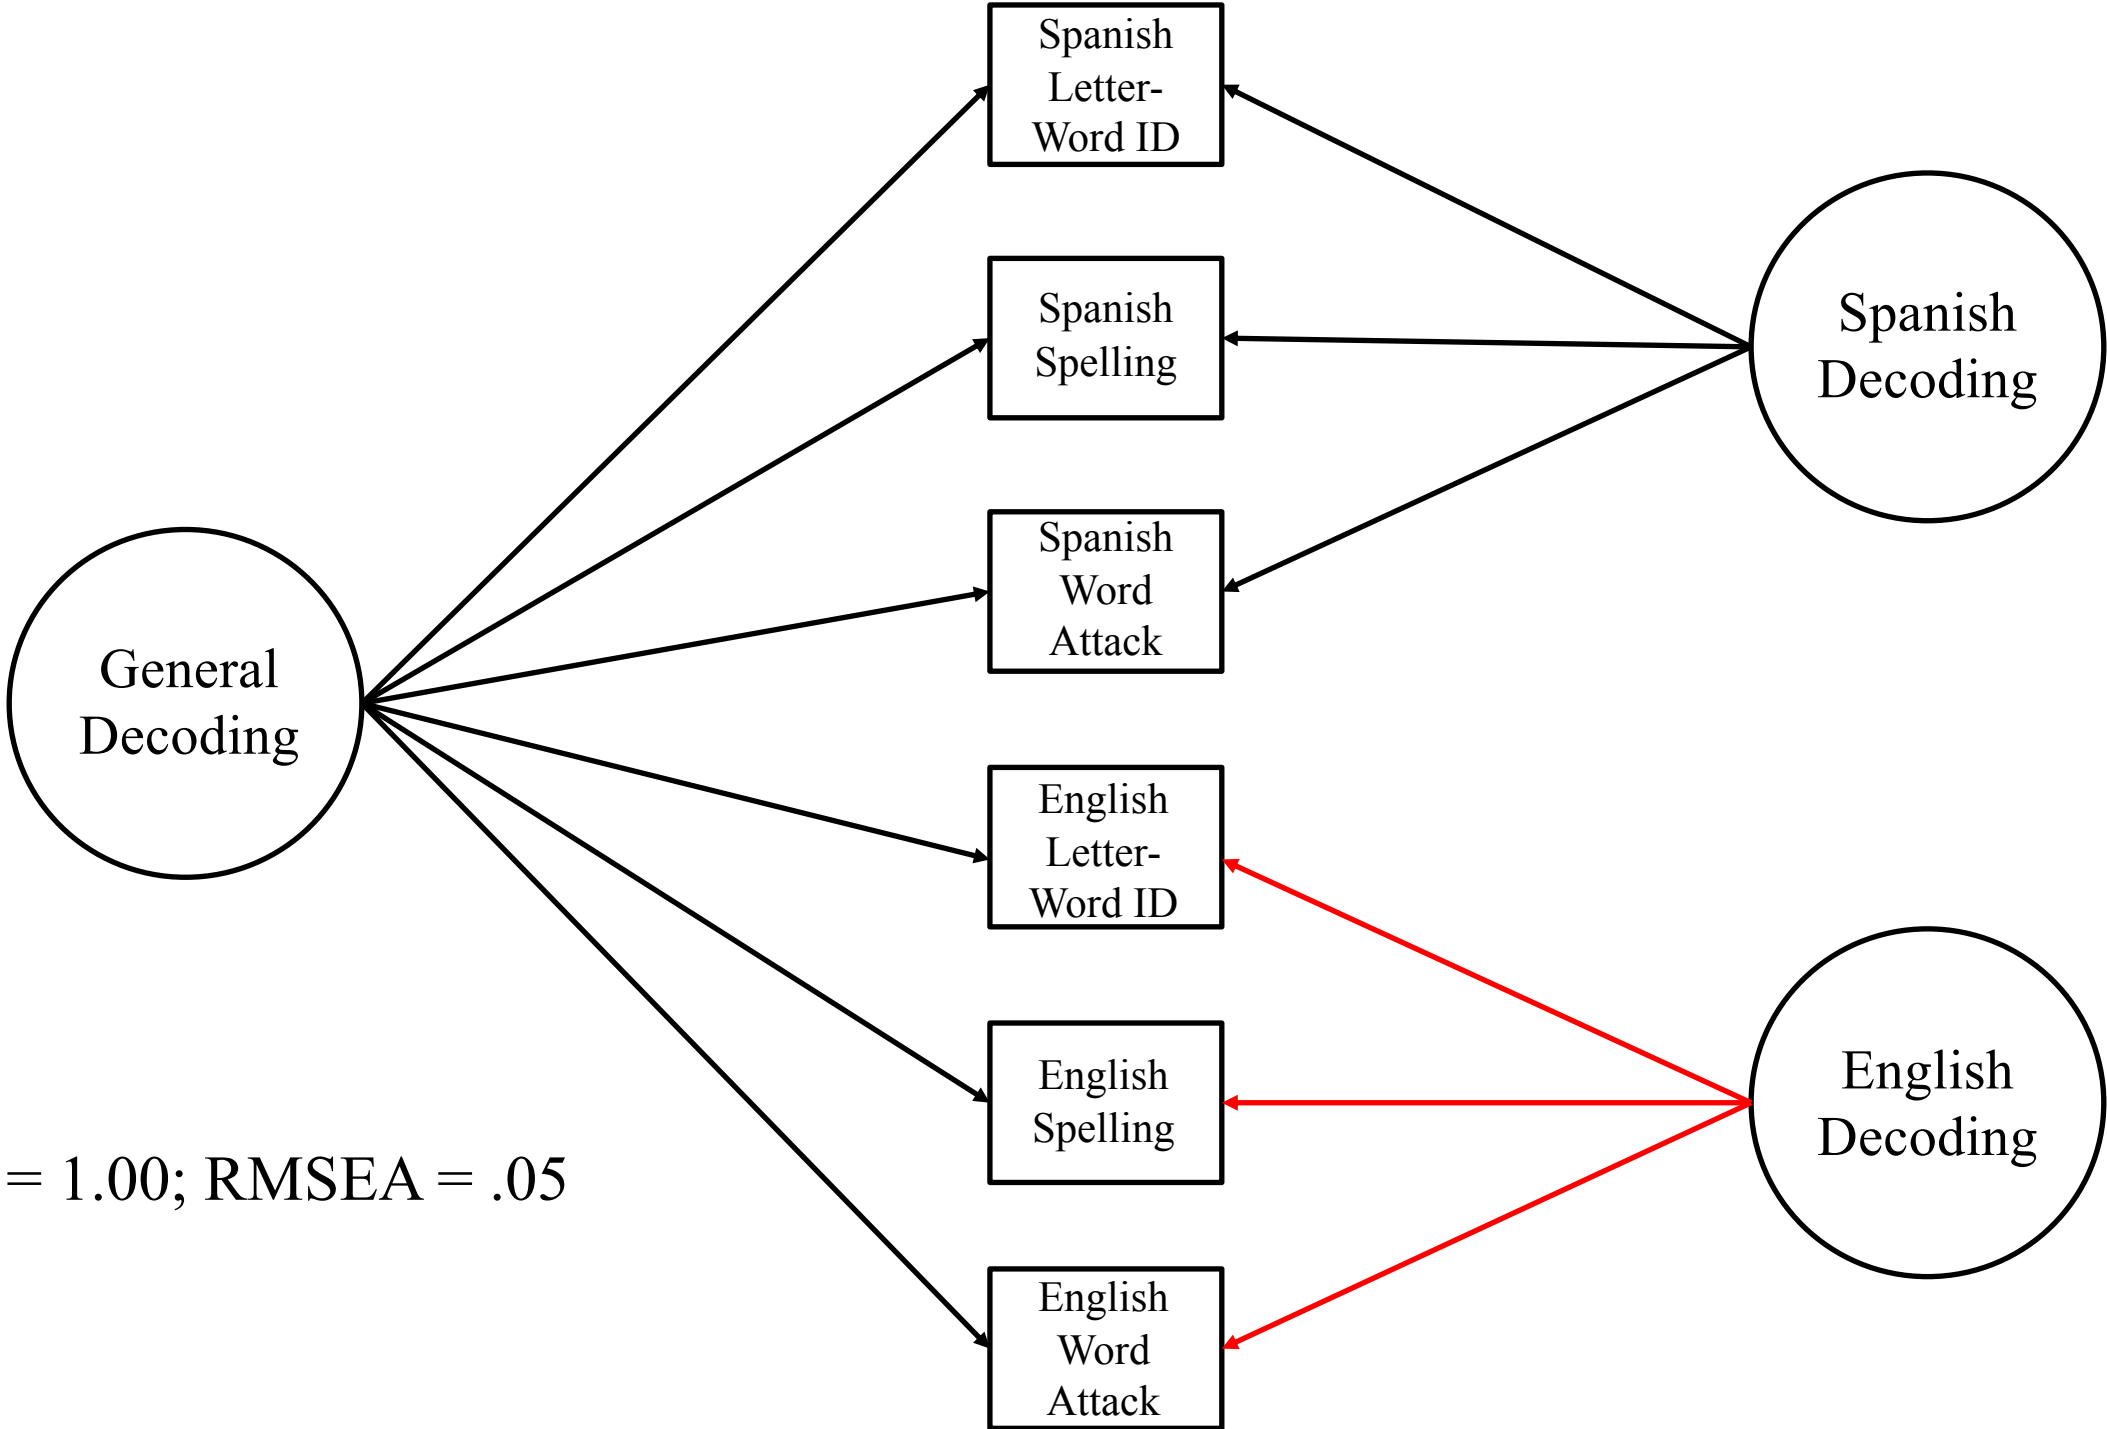 Spanish
Letter-
Word ID
Spanish
Spelling
Spanish
Word
Attack
Spanish
Decoding
General
Decoding
English
Letter-
Word ID
English
Spelling
English
Word
Attack
English
Decoding
= 1.00; RMSEA = .05